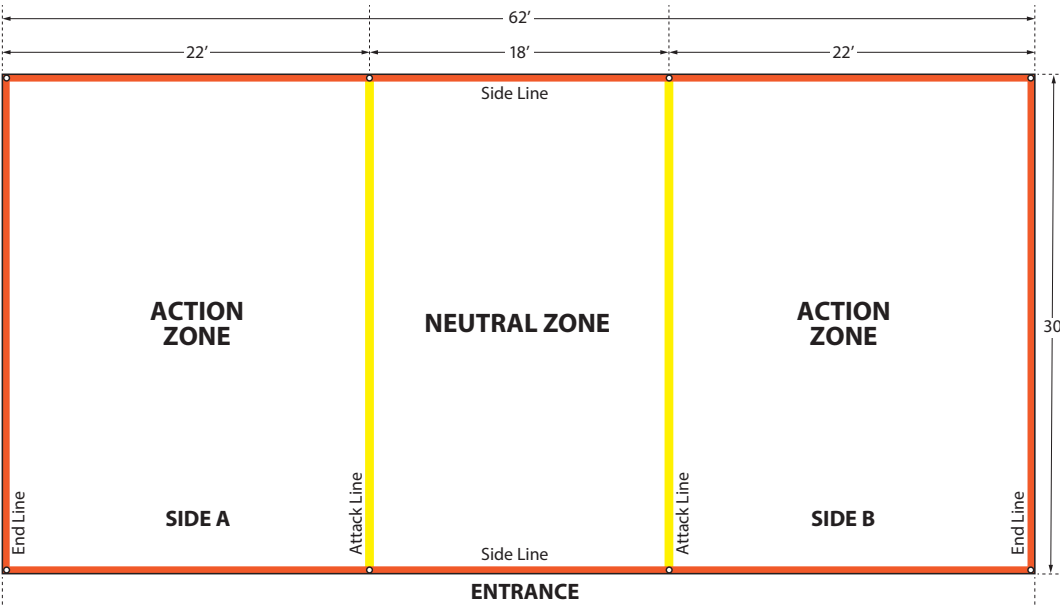 62′
22′
18′
22′
Side Line
ACTION
ZONE
NEUTRAL ZONE
ACTION
ZONE
30
End Line
SIDE A
Attack Line
Side Line
Attack Line
SIDE B
End Line
ENTRANCE